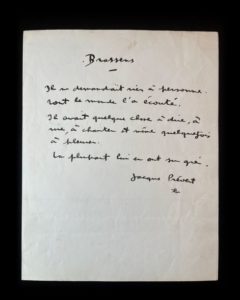 Brassens
Il ne demandait rien à personne.
Tout le monde l'a écouté.
Il avait quelque chose à dire, à
rire, à chanter et même quelquefois
à pleurer.
La plupart lui en ont su gré.
Jacques Prévert